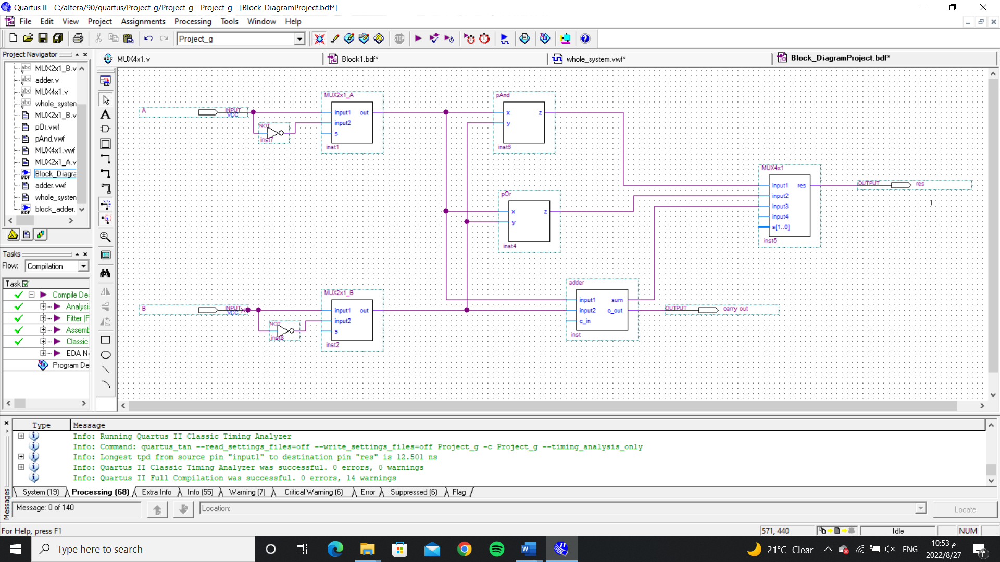 Quartus II - C:/altera/90/quartus/Project_g/Project_g - Project_g - [Block_DiagramProject.bdf*]
File Edit View Project Assignments Processing Tools Window Help
Project_g
STOP
Project Navigator
MUX2x1_B.v
adder.v
MUX4x1.v
whole_system
MUX2x1_B.v
pOr.vwf
pAnd.vwf
MUX4x1.vwf
MUX2x1_A.v
Block_Diagra
adder.vwf
whole_system
block_adder.
Tasks
Flow: Compilation
Task
Compile De
Analysi
Fitter (F
Assemb
Classic
EDA N
Program De
MUX4x1.v
Block1.bdf*
whole_system.vwf*
Block_DiagramProject.bdf*
A
INPUT
VCC
NOT
inst7
MUX2x1_A
input1 out
input2
s
inst1
pAnd
x z
y
inst6
pOr
x z
y
inst4
MUX4x1
input1 res
input2
input3
input4
s[1..0]
inst5
OUTPUT res
1
B
INPUT
VCC
NOT
inst8
MUX2x1_B
input1 out
input2
s
inst2
adder
input1 sum
input2 c_out
c_in
inst
OUTPUT carry out
Type Message
Info: Running Quartus II Classic Timing Analyzer
Info: Command: quartus_tan --read_settings_files=off --write_settings_files=off Project_g -c Project_g --timing_analysis_only
Info: Longest tpd from source pin "input1" to destination pin "res" is 12.501 ns
Info: Quartus II Classic Timing Analyzer was successful. 0 errors, 0 warnings
Info: Quartus II Full Compilation was successful. 0 errors, 14 warnings
System (19) Processing (68) Extra Info Info (55) Warning (7) Critical Warning (6) Error Suppressed (6) Flag
Messages
Message: 0 of 140
Location:
Locate
For Help, press F1
571, 440
Idle
NUM
Type here to search
21°C Clear
ENG
10:53 م
2022/8/27
٣